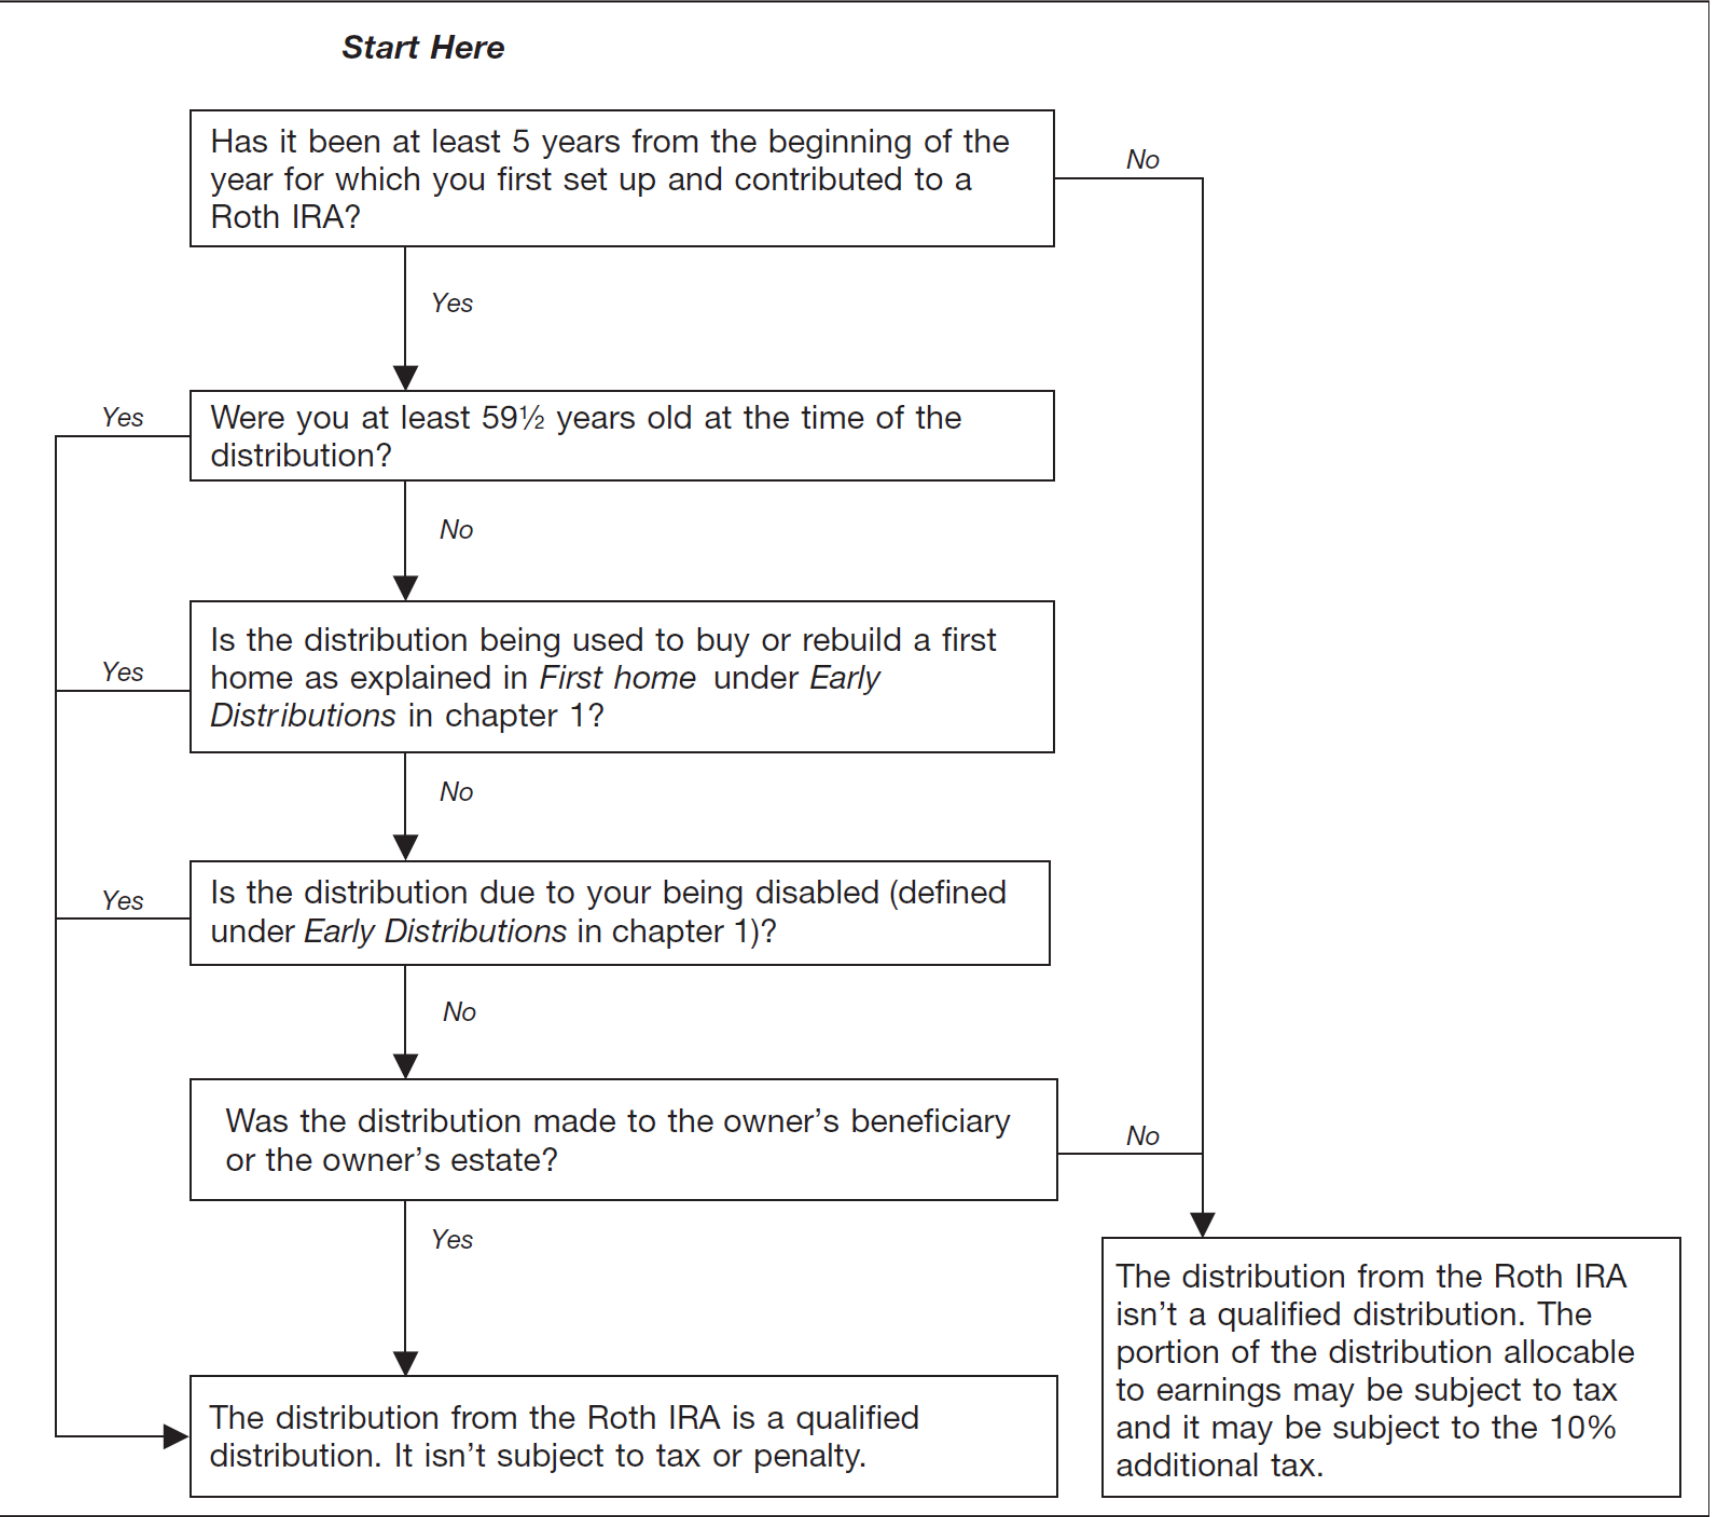 Start Here
Has it been at least 5 years from the beginning of the
year for which you first set up and contributed to a
Roth IRA?
No
Yes
Yes
Were you at least 59½ years old at the time of the
distribution?
No
Is the distribution being used to buy or rebuild a first
home as explained in First home under Early
Distributions in chapter 1?
Yes
No
Is the distribution due to your being disabled (defined
under Early Distributions in chapter 1)?
Yes
No
Was the distribution made to the owner’s beneficiary
or the owner’s estate?
No
Yes
The distribution from the Roth IRA is a qualified
distribution. It isn’t subject to tax or penalty.
The distribution from the Roth IRA
isn’t a qualified distribution. The
portion of the distribution allocable
to earnings may be subject to tax
and it may be subject to the 10%
additional tax.